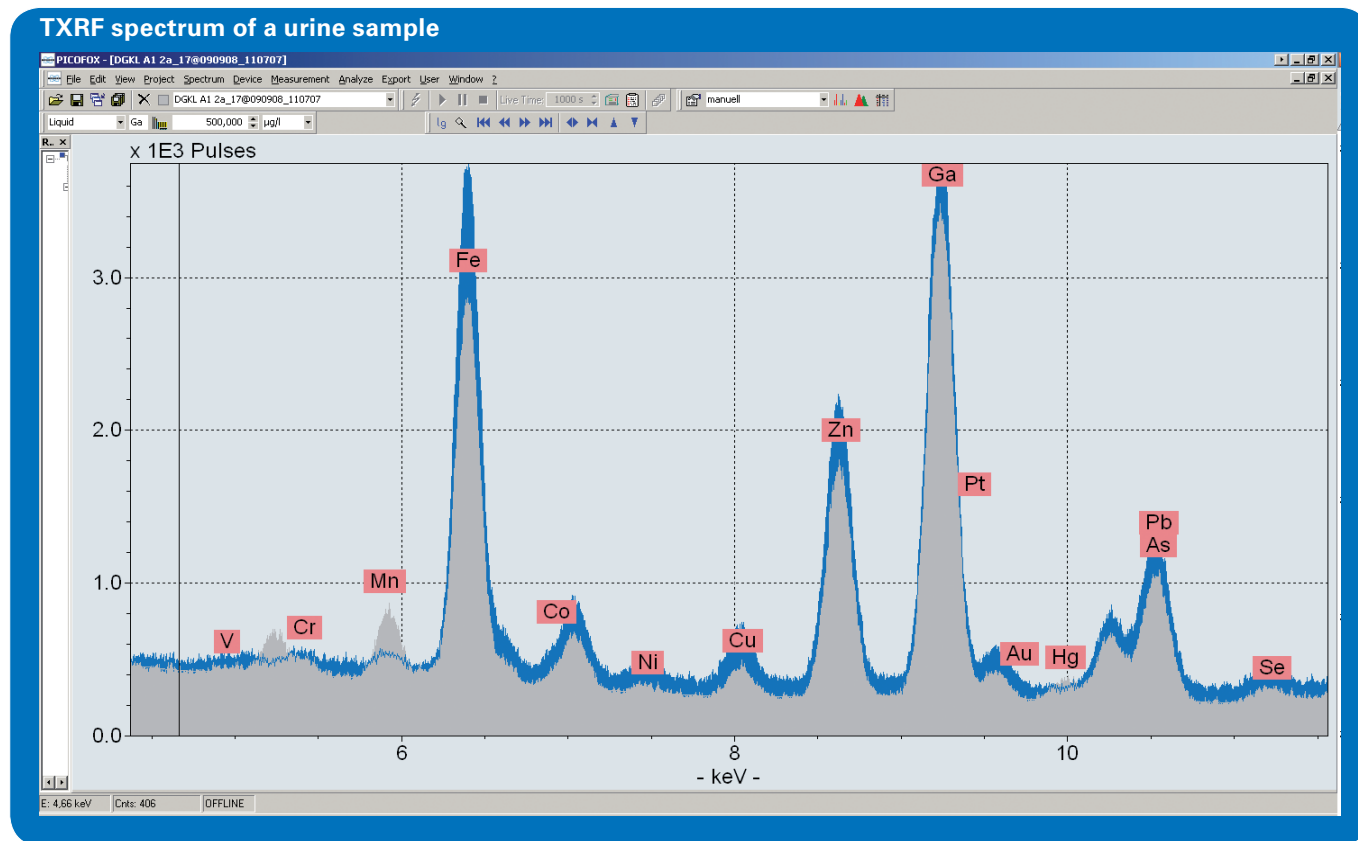 TXRF spectrum of a urine sample
PICOFOX - [DGKL A1 2a_17@090908_110707]
File Edit View Project Spectrum Device Measurement Analyze Export User Window ?
DGKL A1 2a_17@090908_110707 Live Time: 1000 s manuell
Liquid Ga 500,000 µg/l lg
R..
x 1E3 Pulses
Ga
3.0
Fe
2.0
Zn
Pt
Pb
As
1.0
Mn
Co
V
Cr
Ni
Cu
Au
Hg
Se
0.0
6 8 10
- keV -
E: 4,66 keV Cnts: 406 OFFLINE